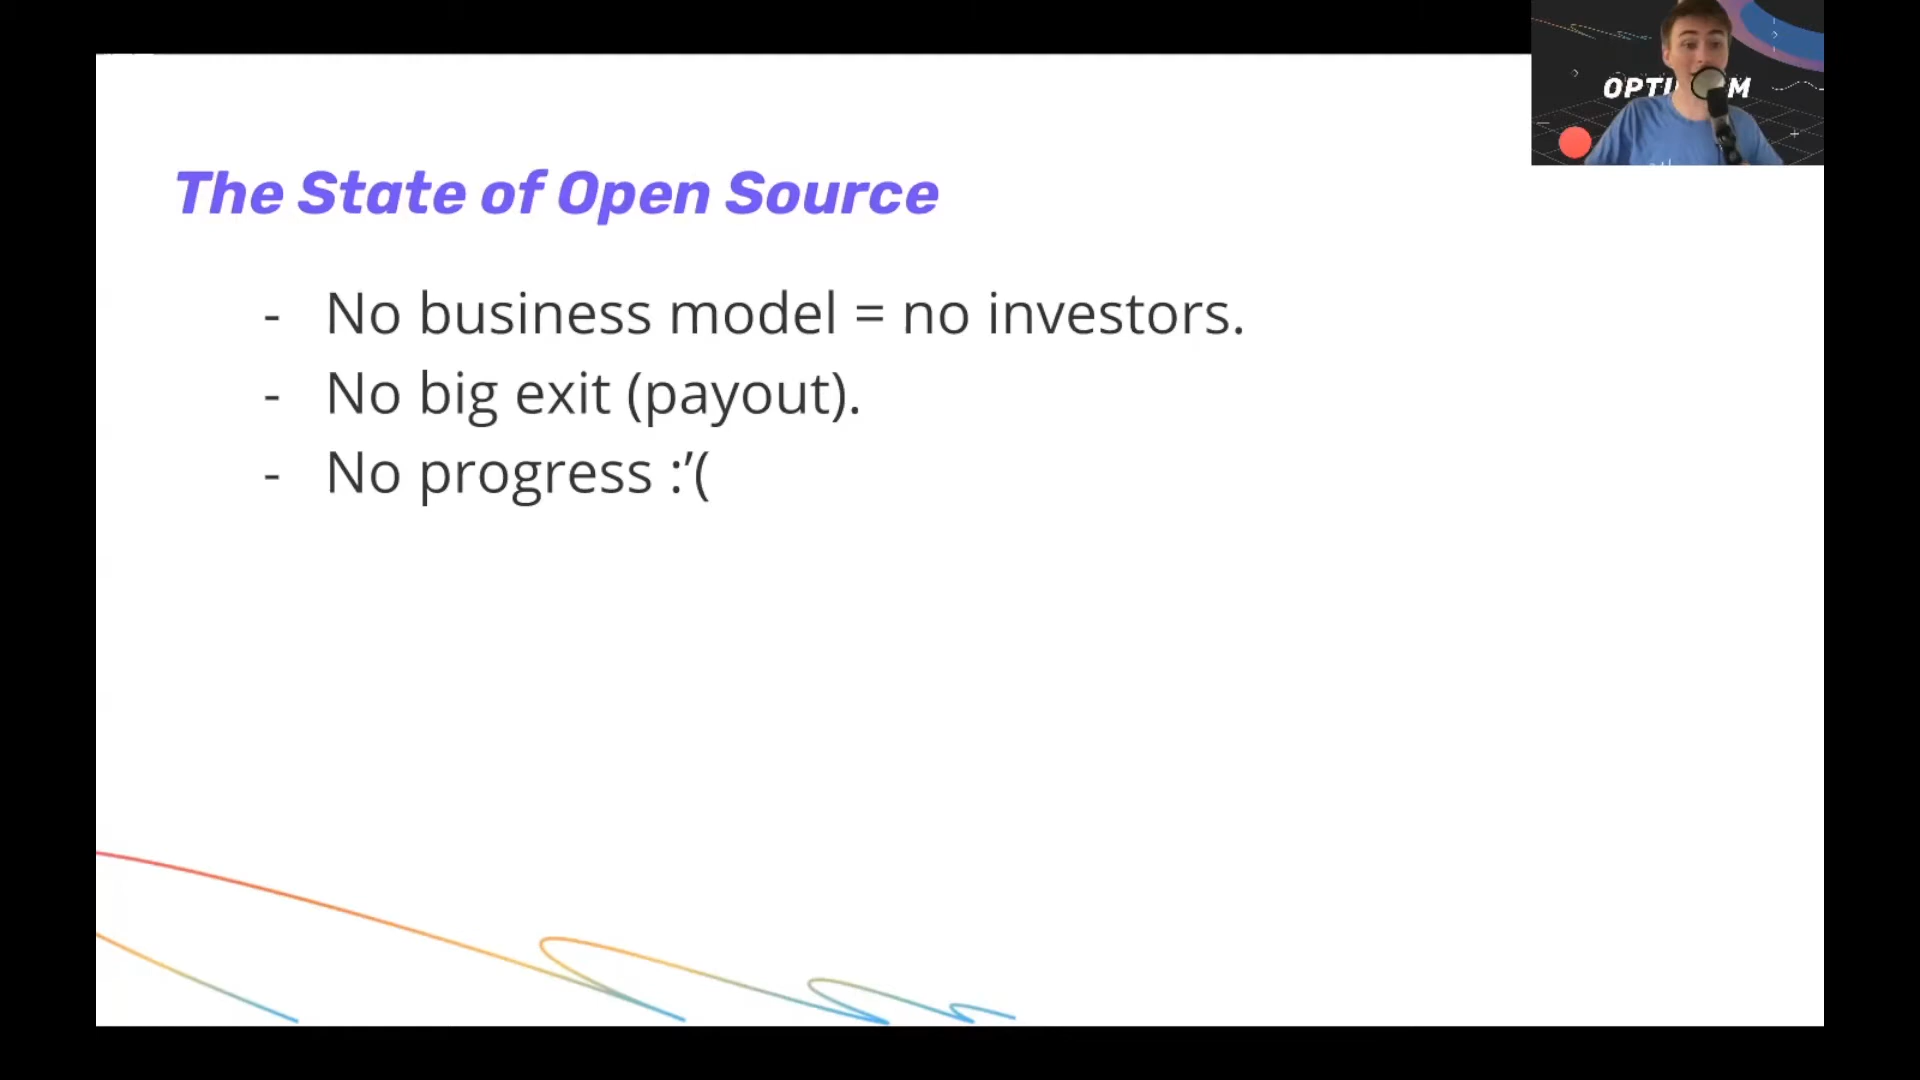 The State of Open Source
- No business model = no investors.
- No big exit (payout).
- No progress :’(